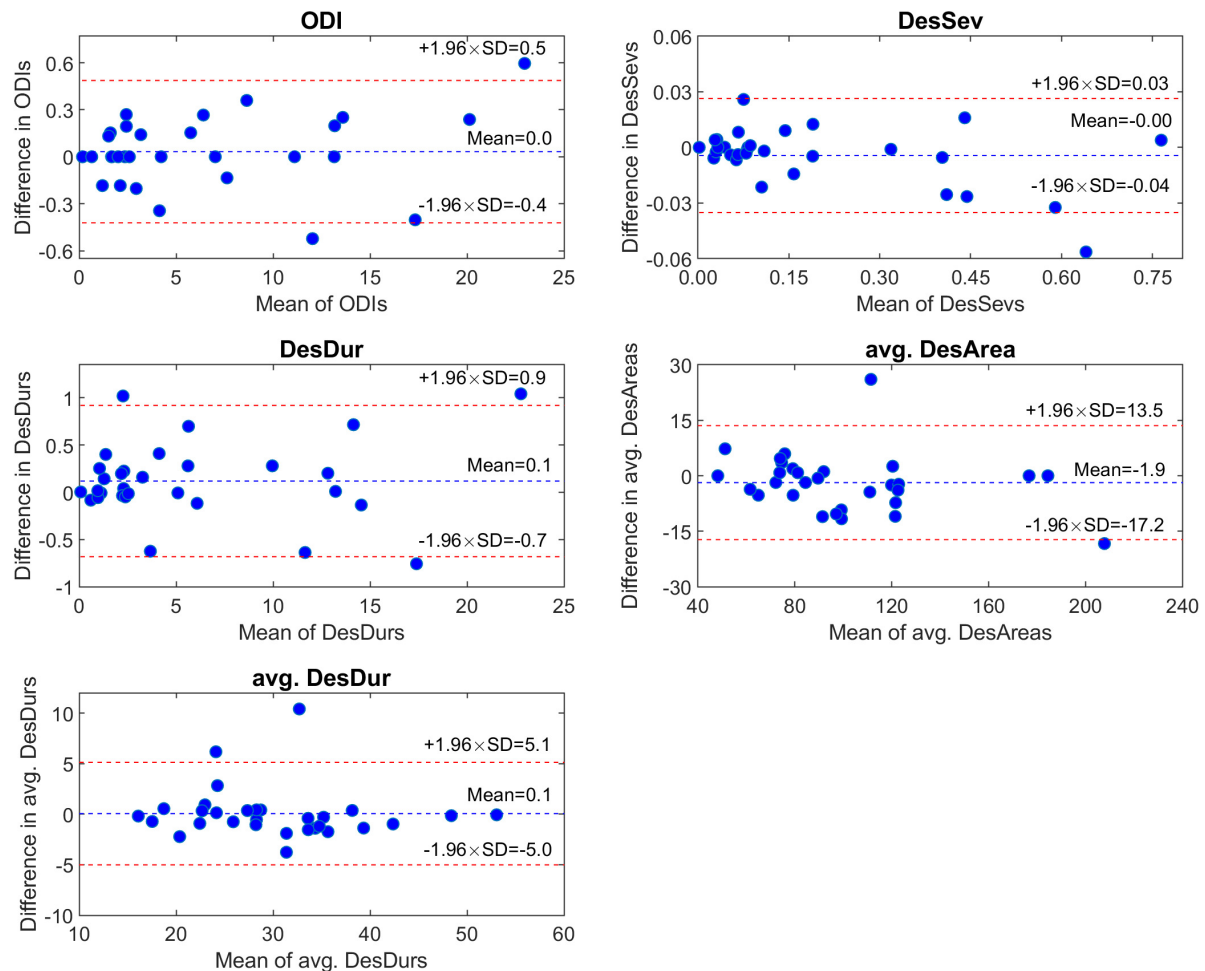 ODI
Difference in ODIs
0.6
0.3
0
-0.3
-0.6
+1.96×SD=0.5
Mean=0.0
-1.96×SD=-0.4
0 5 10 15 20 25
Mean of ODIs
DesSev
Difference in DesSevs
0.06
0.03
0
-0.03
-0.06
+1.96×SD=0.03
Mean=-0.00
-1.96×SD=-0.04
0.00 0.15 0.30 0.45 0.60 0.75
Mean of DesSevs
DesDur
Difference in DesDurs
1
0.5
0
-0.5
-1
+1.96×SD=0.9
Mean=0.1
-1.96×SD=-0.7
0 5 10 15 20 25
Mean of DesDurs
avg. DesArea
Difference in avg. DesAreas
30
15
0
-15
-30
+1.96×SD=13.5
Mean=-1.9
-1.96×SD=-17.2
40 80 120 160 200 240
Mean of avg. DesAreas
avg. DesDur
Difference in avg. DesDurs
10
5
0
-5
-10
+1.96×SD=5.1
Mean=0.1
-1.96×SD=-5.0
10 20 30 40 50 60
Mean of avg. DesDurs